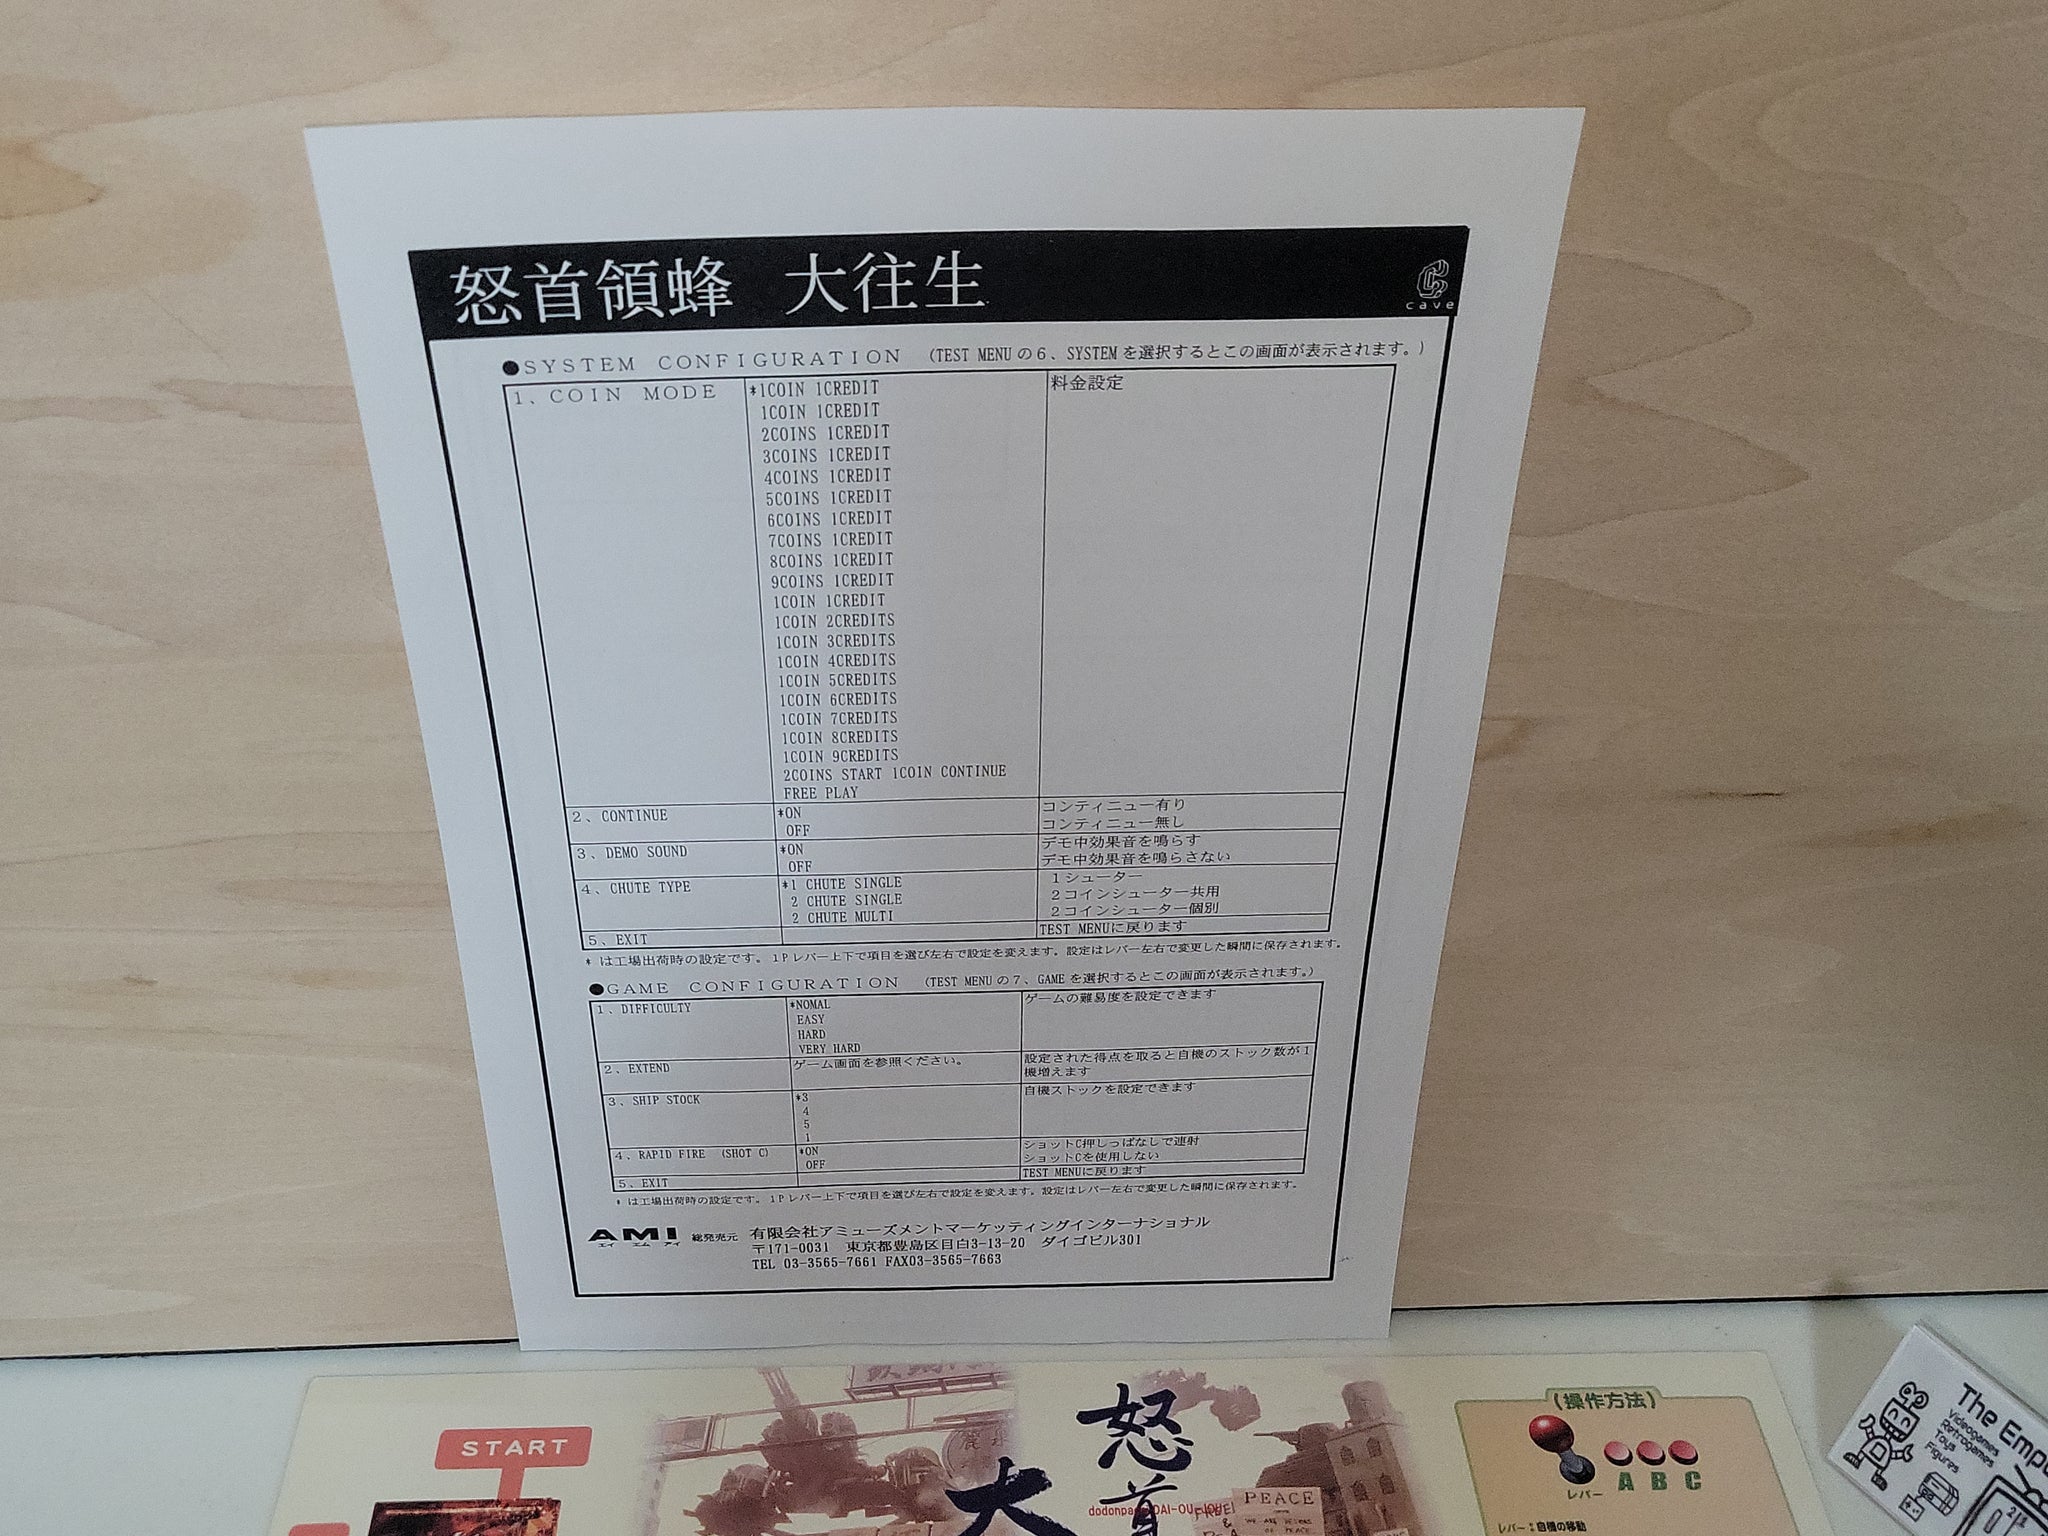 怒首領蜂 大往生
cave
●SYSTEM CONFIGURATION (TEST MENUの6、SYSTEMを選択するとこの画面が表示されます。)
1、COIN MODE
*1COIN 1CREDIT
1COIN 1CREDIT
2COINS 1CREDIT
3COINS 1CREDIT
4COINS 1CREDIT
5COINS 1CREDIT
6COINS 1CREDIT
7COINS 1CREDIT
8COINS 1CREDIT
9COINS 1CREDIT
1COIN 1CREDIT
1COIN 2CREDITS
1COIN 3CREDITS
1COIN 4CREDITS
1COIN 5CREDITS
1COIN 6CREDITS
1COIN 7CREDITS
1COIN 8CREDITS
1COIN 9CREDITS
2COINS START 1COIN CONTINUE
FREE PLAY
料金設定
2、CONTINUE
*ON
OFF
コンティニュー有り
コンティニュー無し
3、DEMO SOUND
*ON
OFF
デモ中効果音を鳴らす
デモ中効果音を鳴らさない
4、CHUTE TYPE
*1 CHUTE SINGLE
2 CHUTE SINGLE
2 CHUTE MULTI
1シューター
2コインシューター共用
2コインシューター個別
5、EXIT
TEST MENUに戻ります
* は工場出荷時の設定です。1Pレバー上下で項目を選び左右で設定を変えます。設定はレバー左右で変更した瞬間に保存されます。
●GAME CONFIGURATION (TEST MENUの7、GAMEを選択するとこの画面が表示されます。)
1、DIFFICULTY
*NOMAL
EASY
HARD
VERY HARD
ゲームの難易度を設定できます
2、EXTEND
ゲーム画面を参照ください。
設定された得点を取ると自機のストック数が1
機増えます
3、SHIP STOCK
*3
4
5
1
自機ストックを設定できます
4、RAPID FIRE (SHOT C)
*ON
OFF
ショットC押しっぱなしで連射
ショットCを使用しない
5、EXIT
TEST MENUに戻ります
* は工場出荷時の設定です。1Pレバー上下で項目を選び左右で設定を変えます。設定はレバー左右で変更した瞬間に保存されます。
AMI
エイ エム アイ
総発売元 有限会社アミューズメントマーケッティングインターナショナル
〒171-0031 東京都豊島区目白3-13-20 ダイゴビル301
TEL 03-3565-7661 FAX03-3565-7663
START
怒
首
大
PEACE
(操作方法)
レバー
A B C
レバー:自機の移動
The
Videogames
Retrogames
Toys
Figures